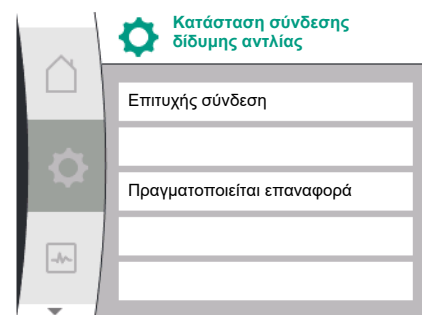 Κατάσταση σύνδεσης
δίδυμης αντλίας
Επιτυχής σύνδεση
Πραγματοποιείται επαναφορά